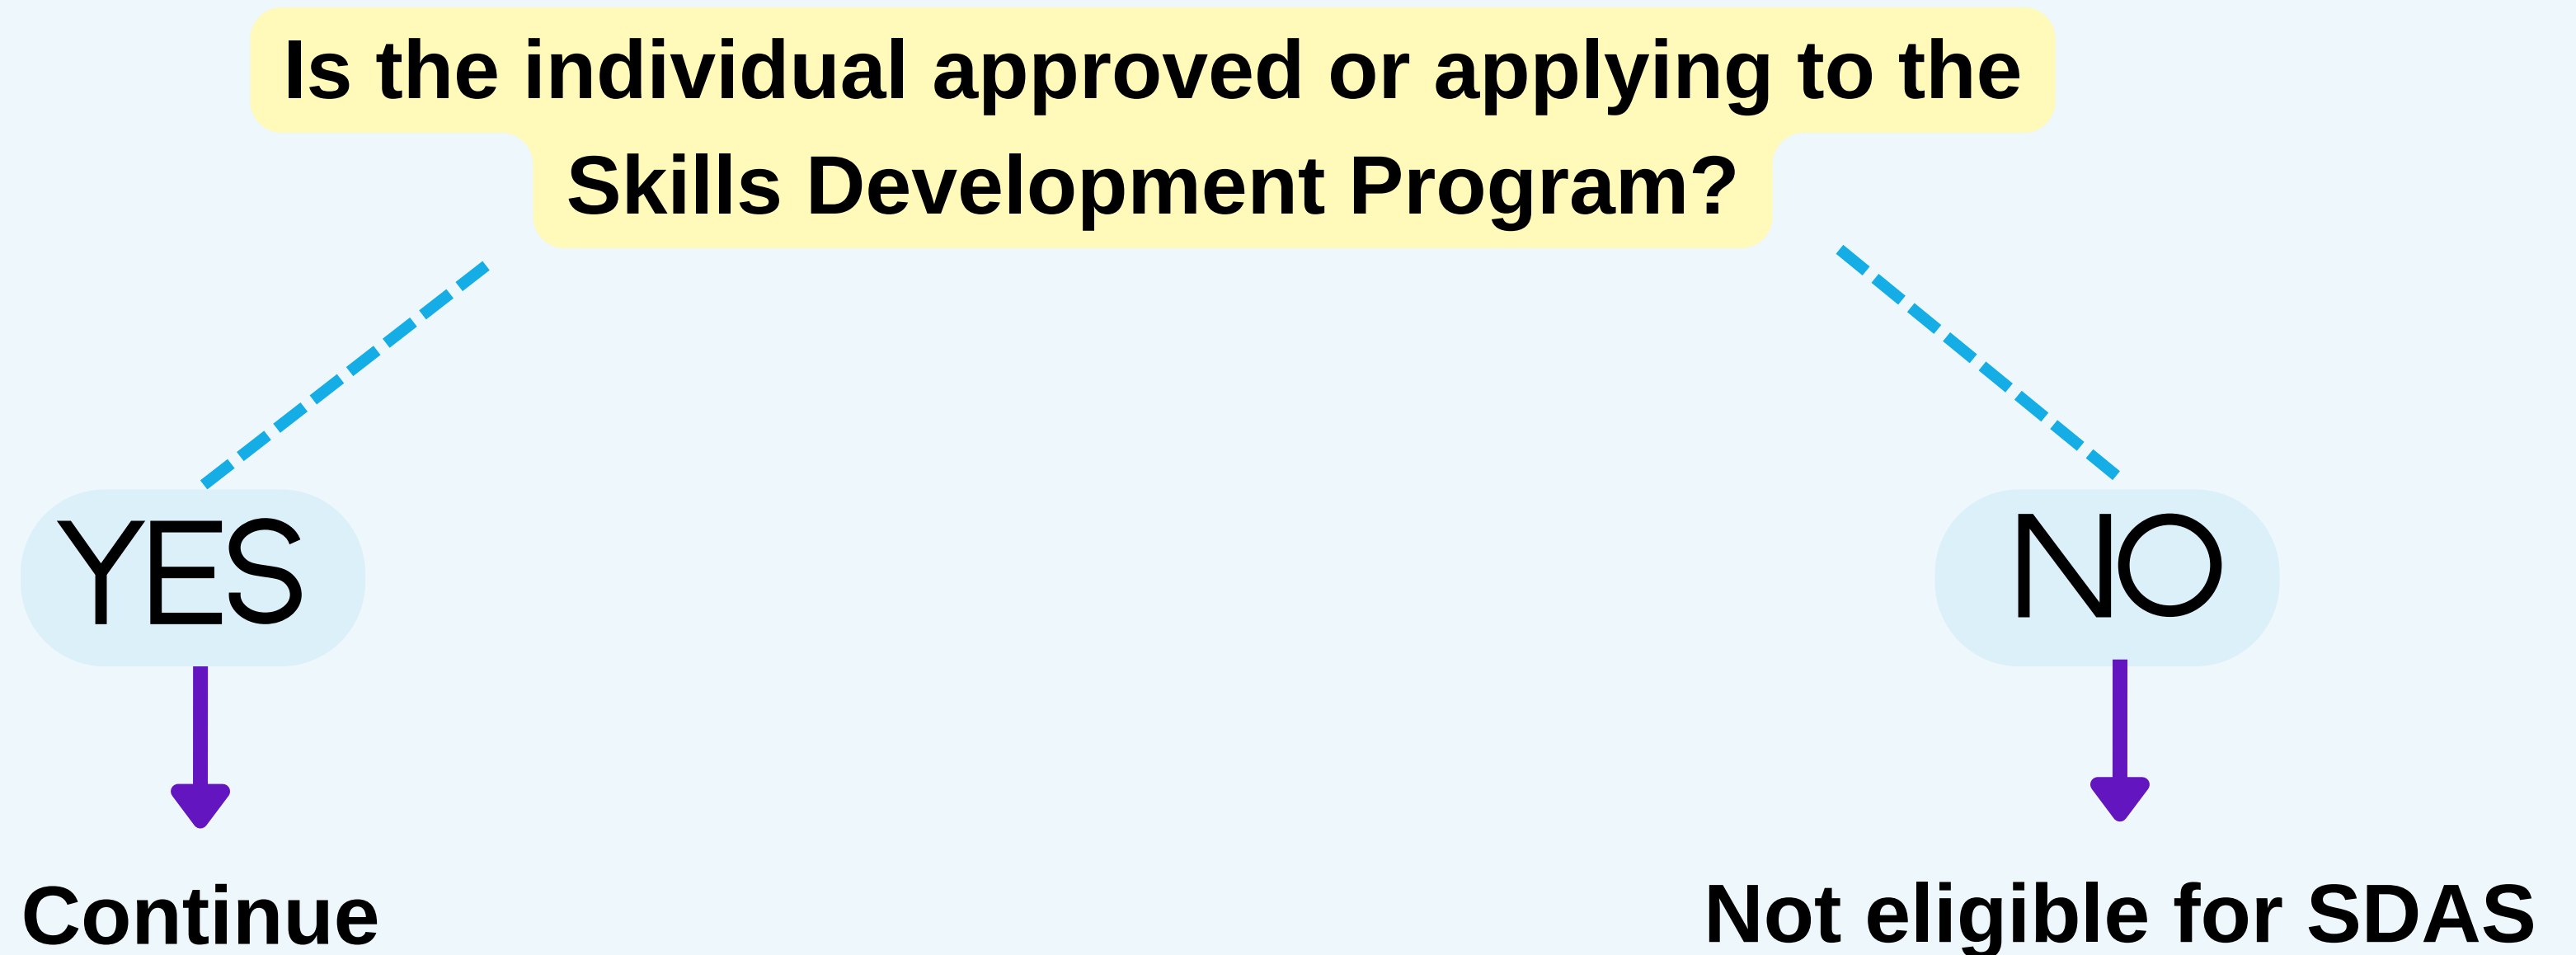 Is the individual approved or applying to the
Skills Development Program?
YES
NO
Continue
Not eligible for SDAS